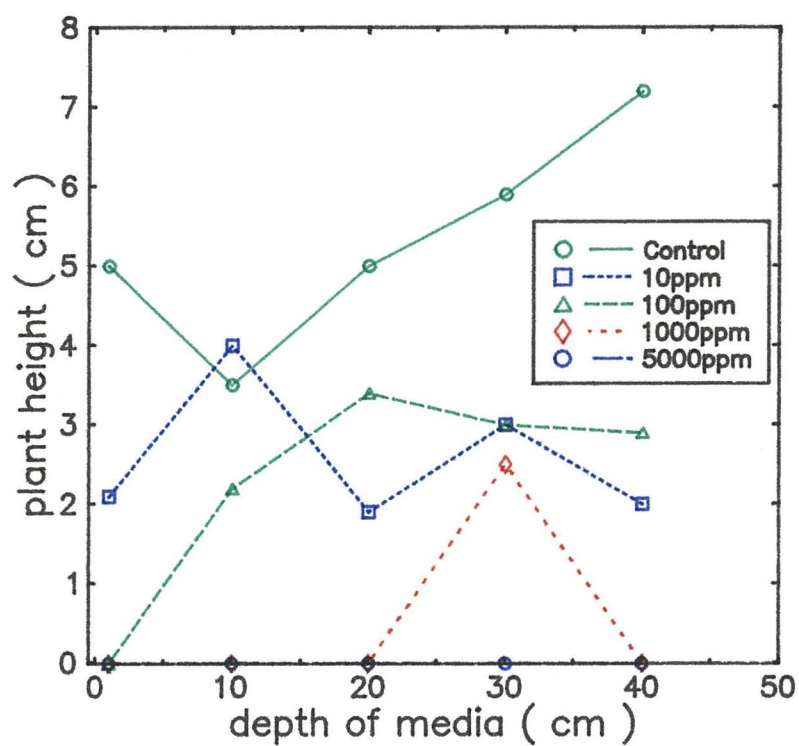 8
7
6
5
4
3
2
1
0
plant height ( cm )
Control
10ppm
100ppm
1000ppm
5000ppm
0 10 20 30 40 50
depth of media ( cm )